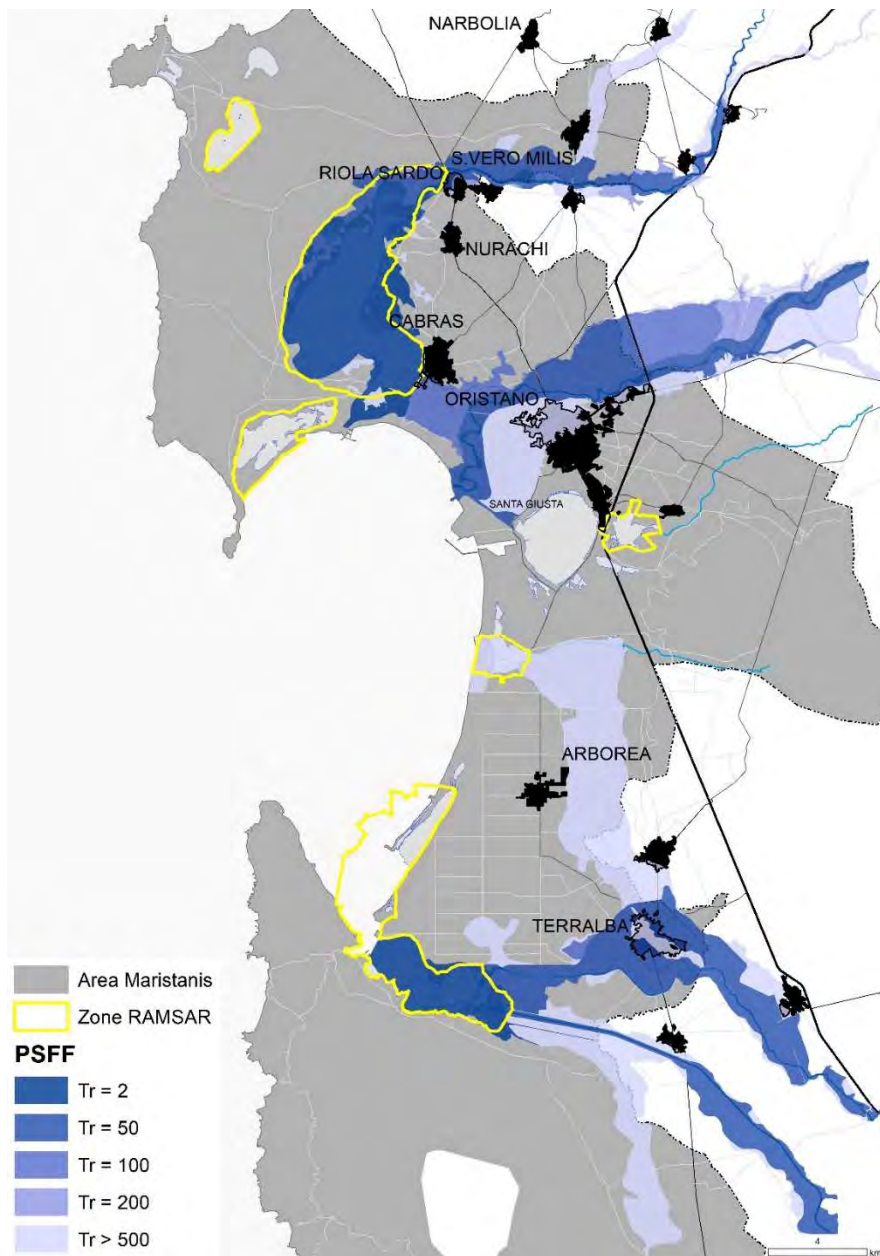 NARBOLIA
S.VERO MILIS
RIOLA SARDO
NURACHI
CABRAS
ORISTANO
SANTA GIUSTA
ARBOREA
TERRALBA
Area Maristanis
Zone RAMSAR
PSFF
Tr = 2
Tr = 50
Tr = 100
Tr = 200
Tr > 500
4
km